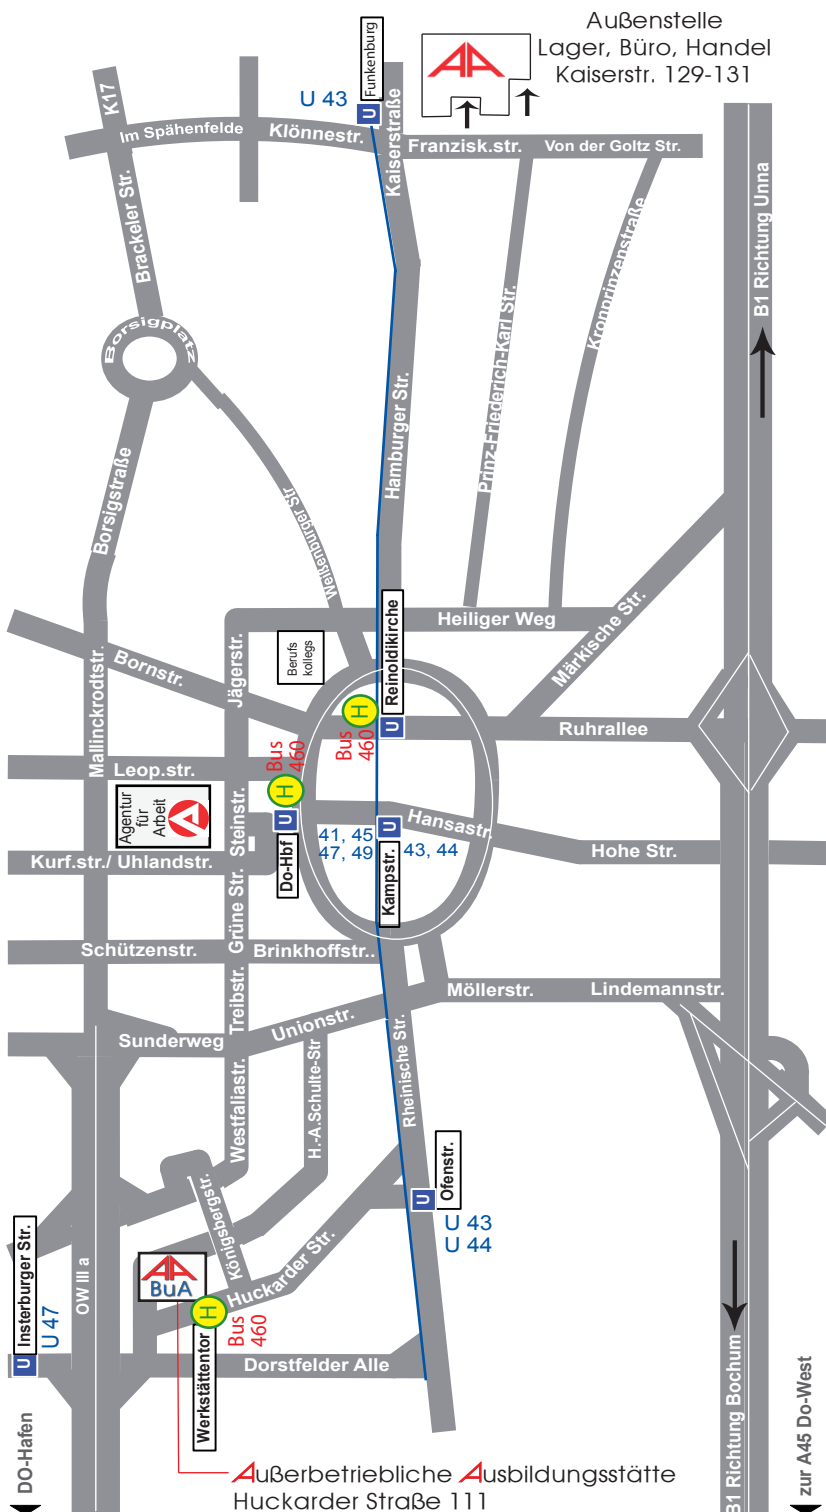 Außenstelle
Lager, Büro, Handel
Kaiserstr. 129-131
AA
Funkenburg
U
U 43
Kaiserstraße
K17
Im Spähenfelde
Klönnestr.
Franzisk.str.
Von der Goltz Str.
Brackeler Str.
Borsigplatz
Borsigstraße
Weißenburger Str
Hamburger Str.
Prinz-Friederich-Karl Str.
Kronprinzenstraße
B1 Richtung Unna
Heiliger Weg
Märkische Str.
Berufs
kollegs
Reinoldikirche
U
H
Bus
460
Bornstr.
Jägerstr.
Mallinckrodtstr.
Ruhrallee
Leop.str.
Bus
460
H
U
Do-Hbf
Agentur
für
Arbeit
A
Steinstr.
Kurf.str./ Uhlandstr.
41, 45
47, 49
U
43, 44
Kampstr.
Hansastr.
Hohe Str.
Grüne Str.
Schützenstr.
Brinkhoffstr..
Treibstr.
Möllerstr.
Lindemannstr.
Sunderweg
Unionstr.
Rheinische Str.
H.-A.Schulte-Str
Westfaliastr.
Königsbergstr.
Ofenstr.
U
U 43
U 44
Insterburger Str.
U
U 47
OW III a
AA
BuA
Huckarder Str.
H
Werkstättentor
Bus
460
Dorstfelder Alle
B1 Richtung Bochum
zur A45 Do-West
DO-Hafen
Außerbetriebliche Ausbildungsstätte
Huckarder Straße 111